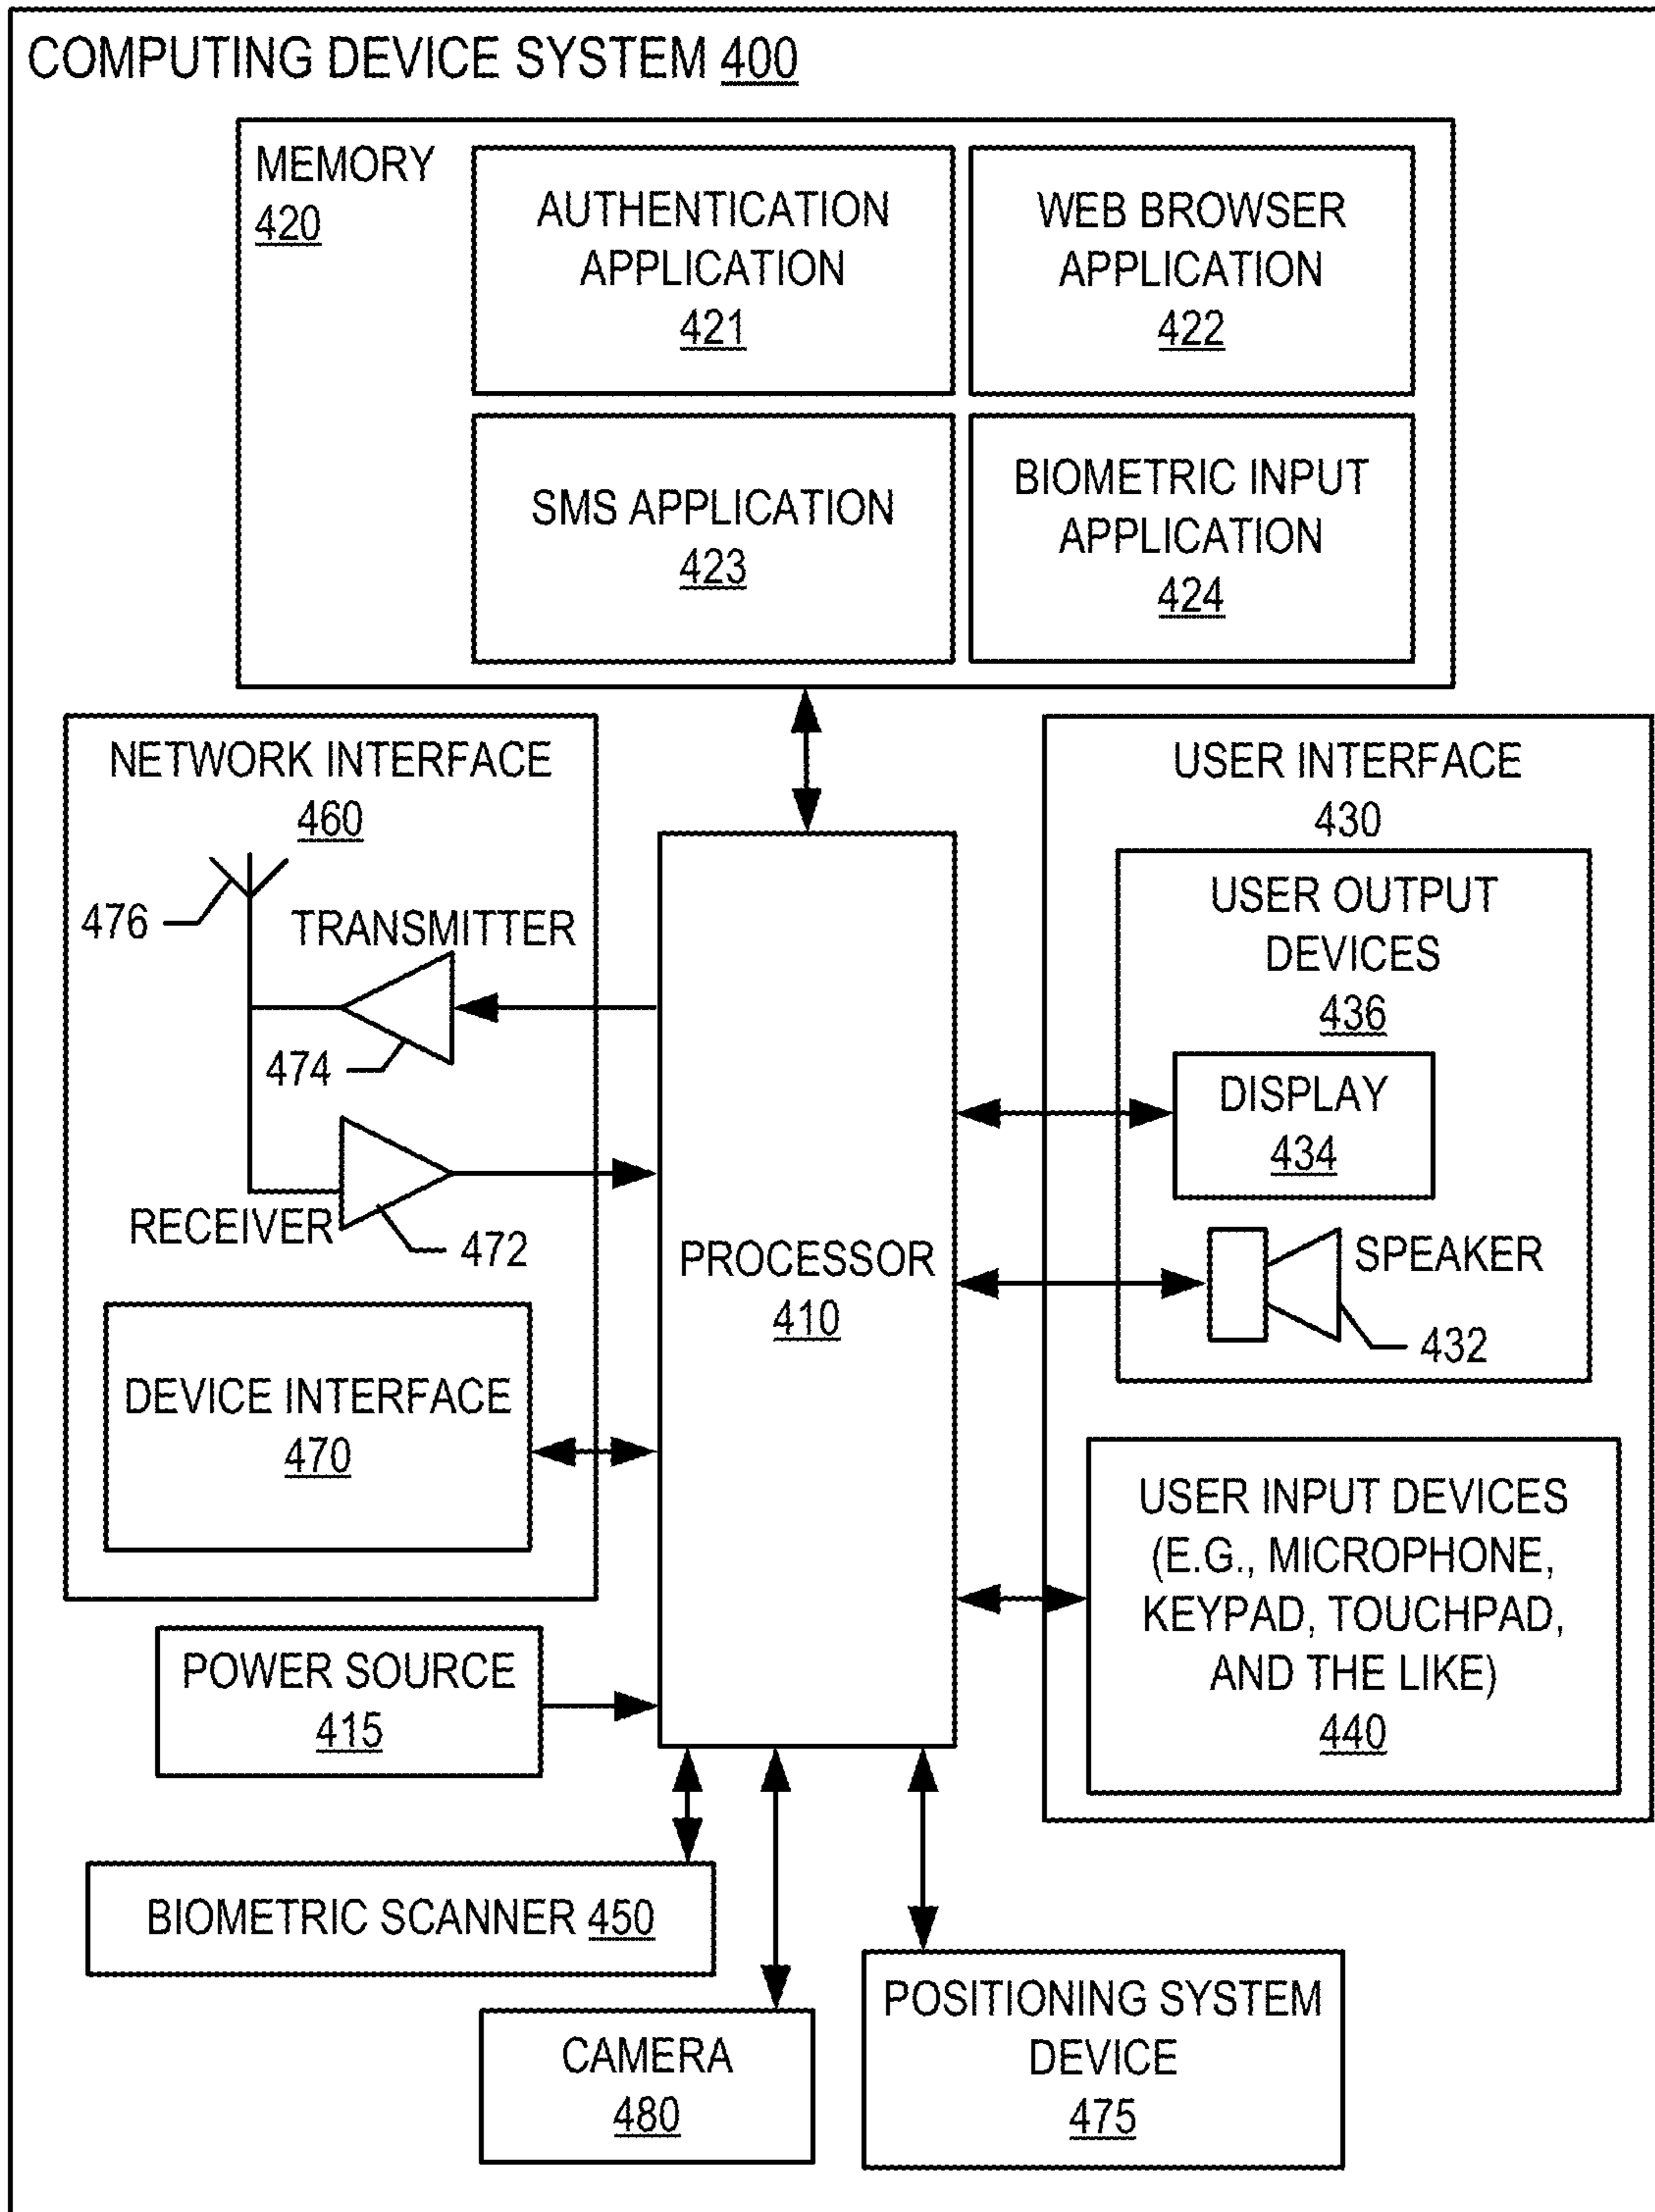 COMPUTING DEVICE SYSTEM 400
MEMORY
420
AUTHENTICATION
APPLICATION
421
WEB BROWSER
APPLICATION
422
SMS APPLICATION
423
BIOMETRIC INPUT
APPLICATION
424
NETWORK INTERFACE
460
476
TRANSMITTER
474
RECEIVER
472
DEVICE INTERFACE
470
PROCESSOR
410
USER INTERFACE
430
USER OUTPUT
DEVICES
436
DISPLAY
434
SPEAKER
432
USER INPUT DEVICES
(E.G., MICROPHONE,
KEYPAD, TOUCHPAD,
AND THE LIKE)
440
POWER SOURCE
415
BIOMETRIC SCANNER 450
CAMERA
480
POSITIONING SYSTEM
DEVICE
475